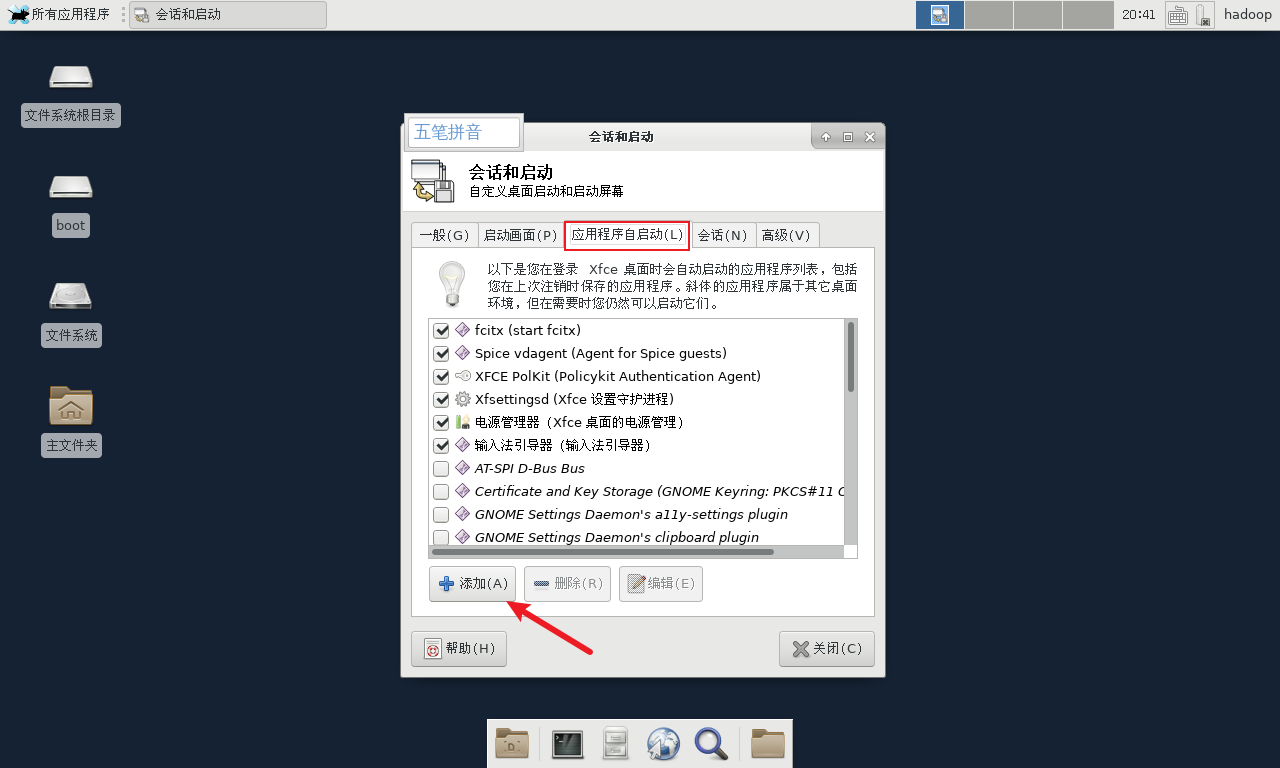 所有应用程序
会话和启动
20:41
hadoop
文件系统根目录
boot
文件系统
主文件夹
五笔拼音
会话和启动
会话和启动
自定义桌面启动和启动屏幕
一般(G)
启动画面(P)
应用程序自启动(L)
会话(N)
高级(V)
以下是您在登录 Xfce 桌面时会自动启动的应用程序列表，包括
您在上次注销时保存的应用程序。斜体的应用程序属于其它桌面
环境，但在需要时您仍然可以启动它们。
fcitx (start fcitx)
Spice vdagent (Agent for Spice guests)
XFCE PolKit (Policykit Authentication Agent)
Xfsettingsd (Xfce 设置守护进程)
电源管理器（Xfce 桌面的电源管理）
输入法引导器（输入法引导器）
AT-SPI D-Bus Bus
Certificate and Key Storage (GNOME Keyring: PKCS#11 C
GNOME Settings Daemon's a11y-settings plugin
GNOME Settings Daemon's clipboard plugin
添加(A)
删除(R)
编辑(E)
帮助(H)
关闭(C)